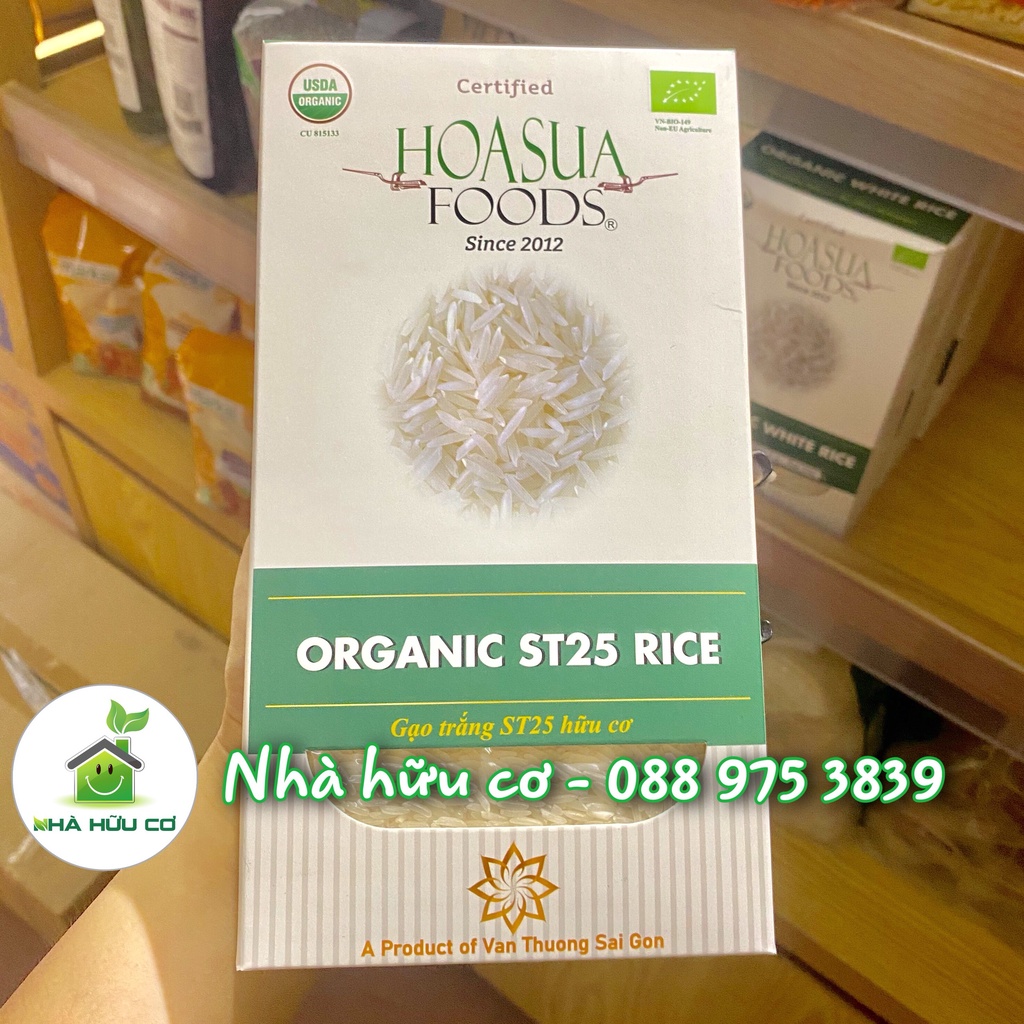 USDA
ORGANIC
CU 815133
Certified
VN-BIO-149
Non-EU Agriculture
HOASUA
FOODS®
Since 2012
ORGANIC ST25 RICE
Gạo trắng ST25 hữu cơ
Nhà hữu cơ - 088 975 3839
NHÀ HỮU CƠ
A Product of Van Thuong Sai Gon
ORGANIC WHITE RICE
HOASUA
FOODS
Since 2012
WHITE RICE